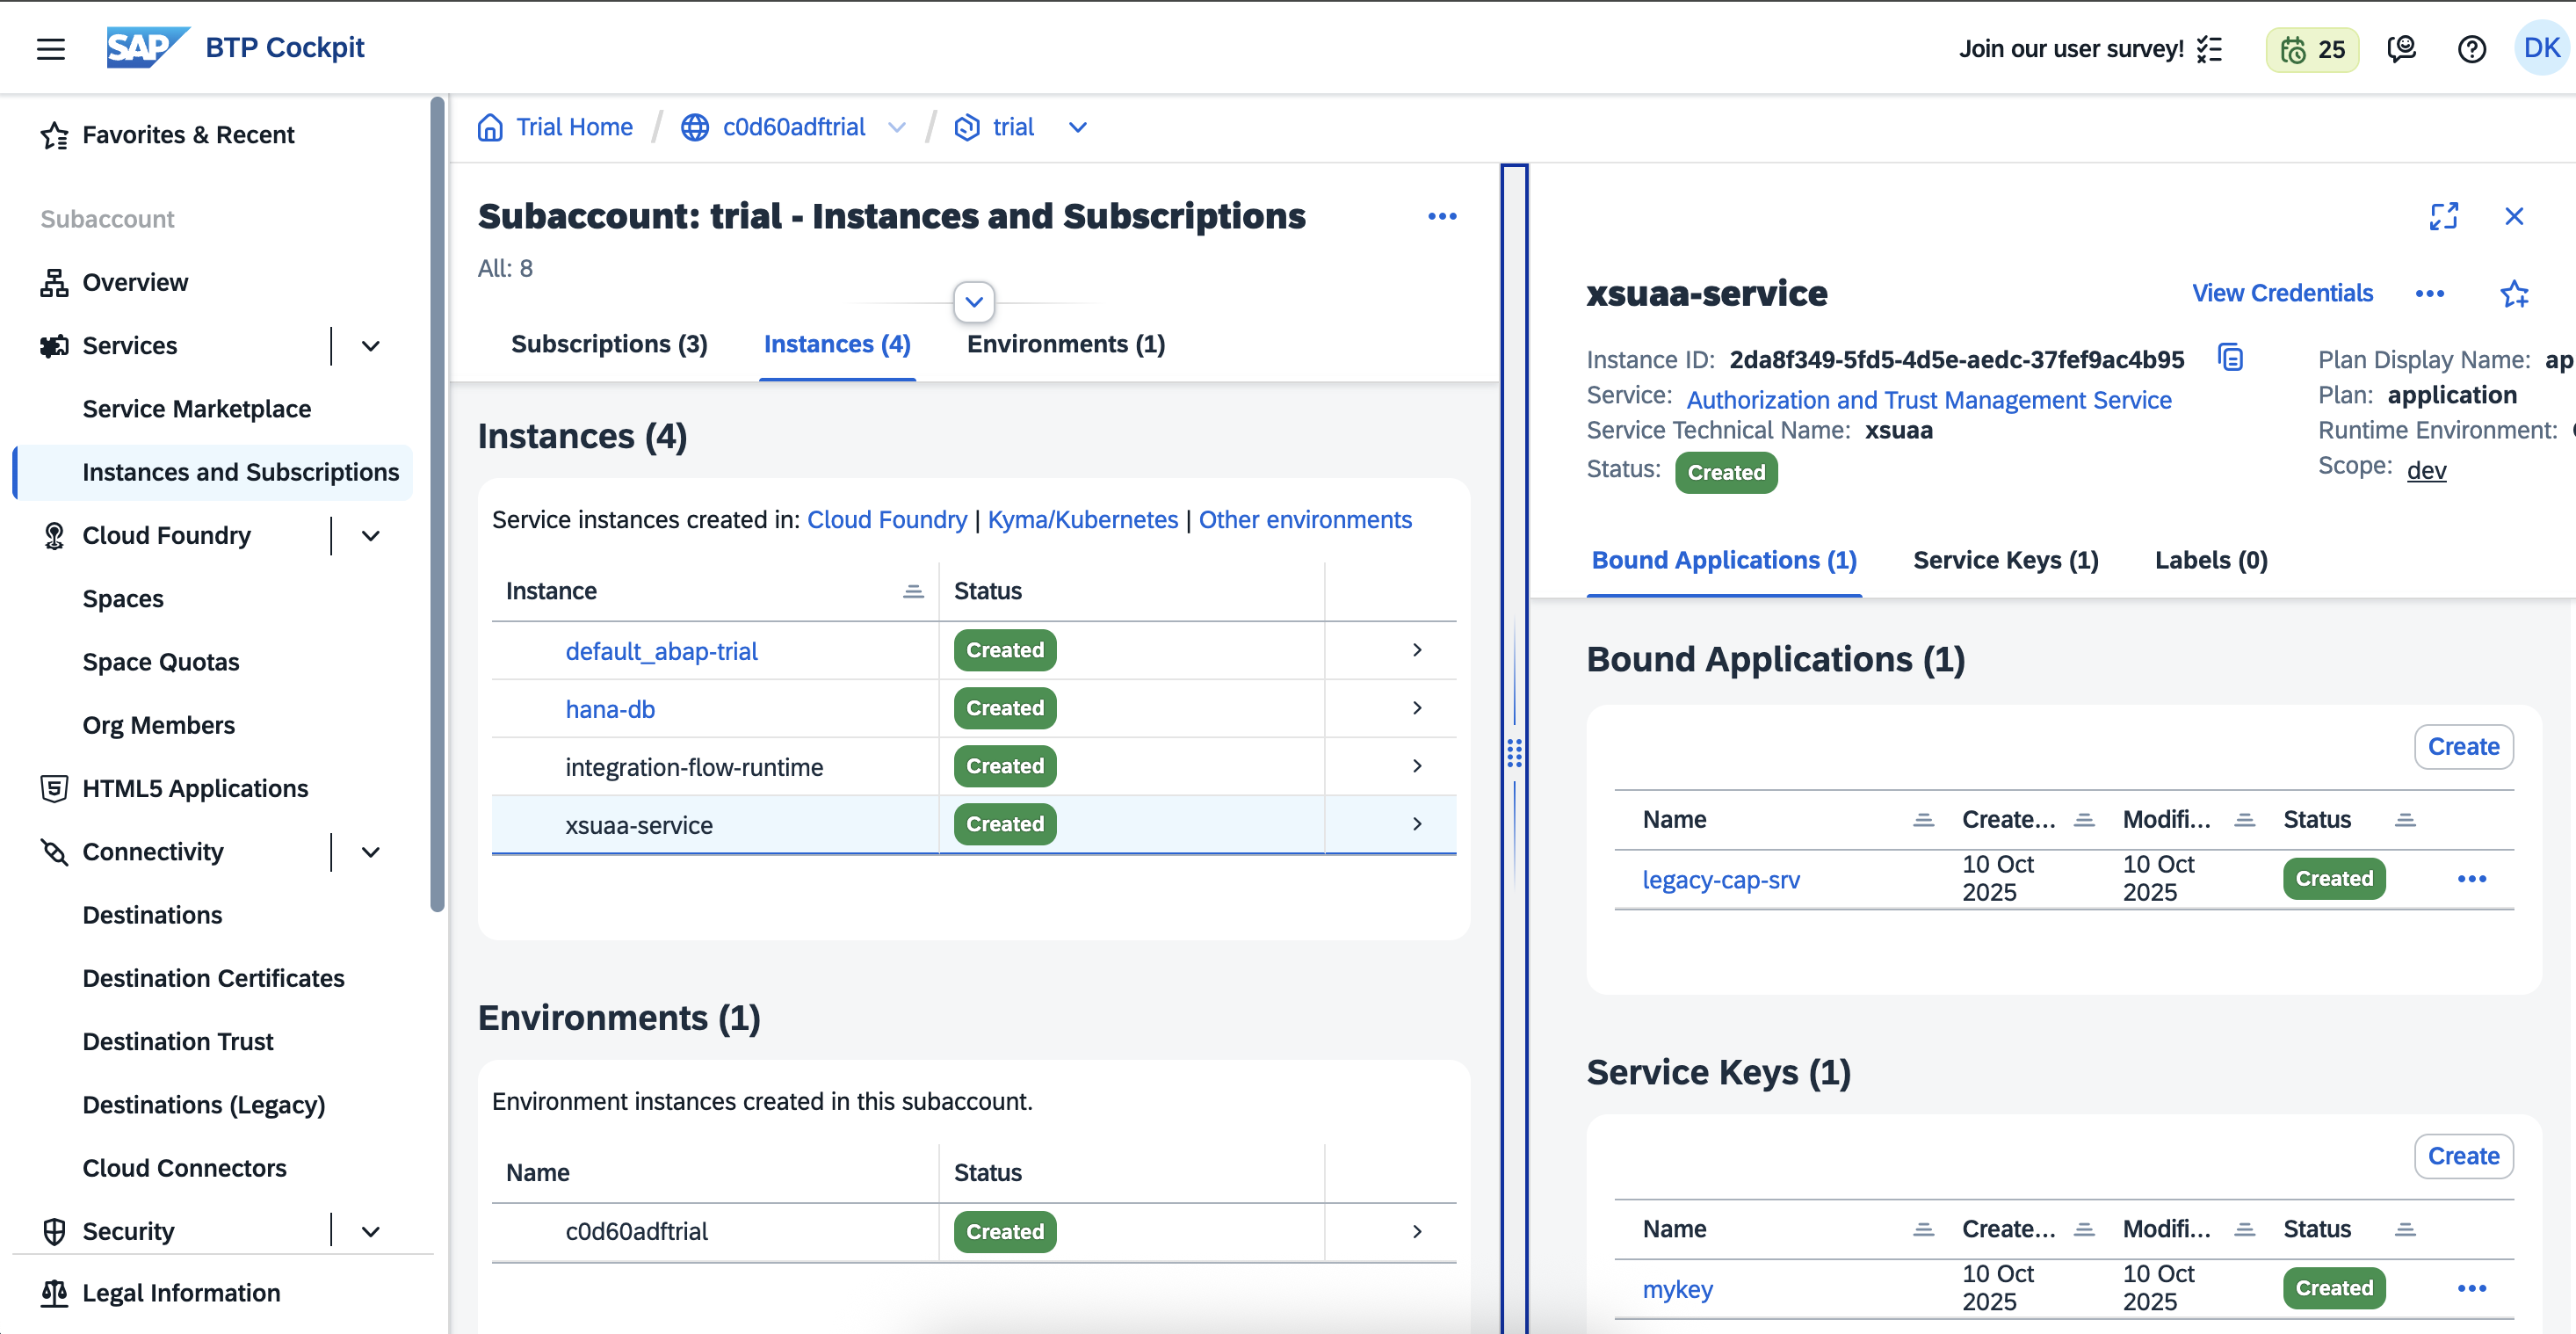 SAP BTP Cockpit
Join our user survey!
25
DK
Favorites & Recent
Subaccount
Overview
Services
Service Marketplace
Instances and Subscriptions
Cloud Foundry
Spaces
Space Quotas
Org Members
HTML5 Applications
Connectivity
Destinations
Destination Certificates
Destination Trust
Destinations (Legacy)
Cloud Connectors
Security
Legal Information
Trial Home / c0d60adftrial / trial
Subaccount: trial - Instances and Subscriptions
All: 8
Subscriptions (3) Instances (4) Environments (1)
Instances (4)
Service instances created in: Cloud Foundry | Kyma/Kubernetes | Other environments
Instance Status
default_abap-trial Created
hana-db Created
integration-flow-runtime Created
xsuaa-service Created
Environments (1)
Environment instances created in this subaccount.
Name Status
c0d60adftrial Created
xsuaa-service
View Credentials
Instance ID: 2da8f349-5fd5-4d5e-aedc-37fef9ac4b95
Service: Authorization and Trust Management Service
Service Technical Name: xsuaa
Status: Created
Plan Display Name: ap
Plan: application
Runtime Environment:
Scope: dev
Bound Applications (1) Service Keys (1) Labels (0)
Bound Applications (1)
Create
Name Create... Modifi... Status
legacy-cap-srv 10 Oct 2025 10 Oct 2025 Created
Service Keys (1)
Create
Name Create... Modifi... Status
mykey 10 Oct 2025 10 Oct 2025 Created